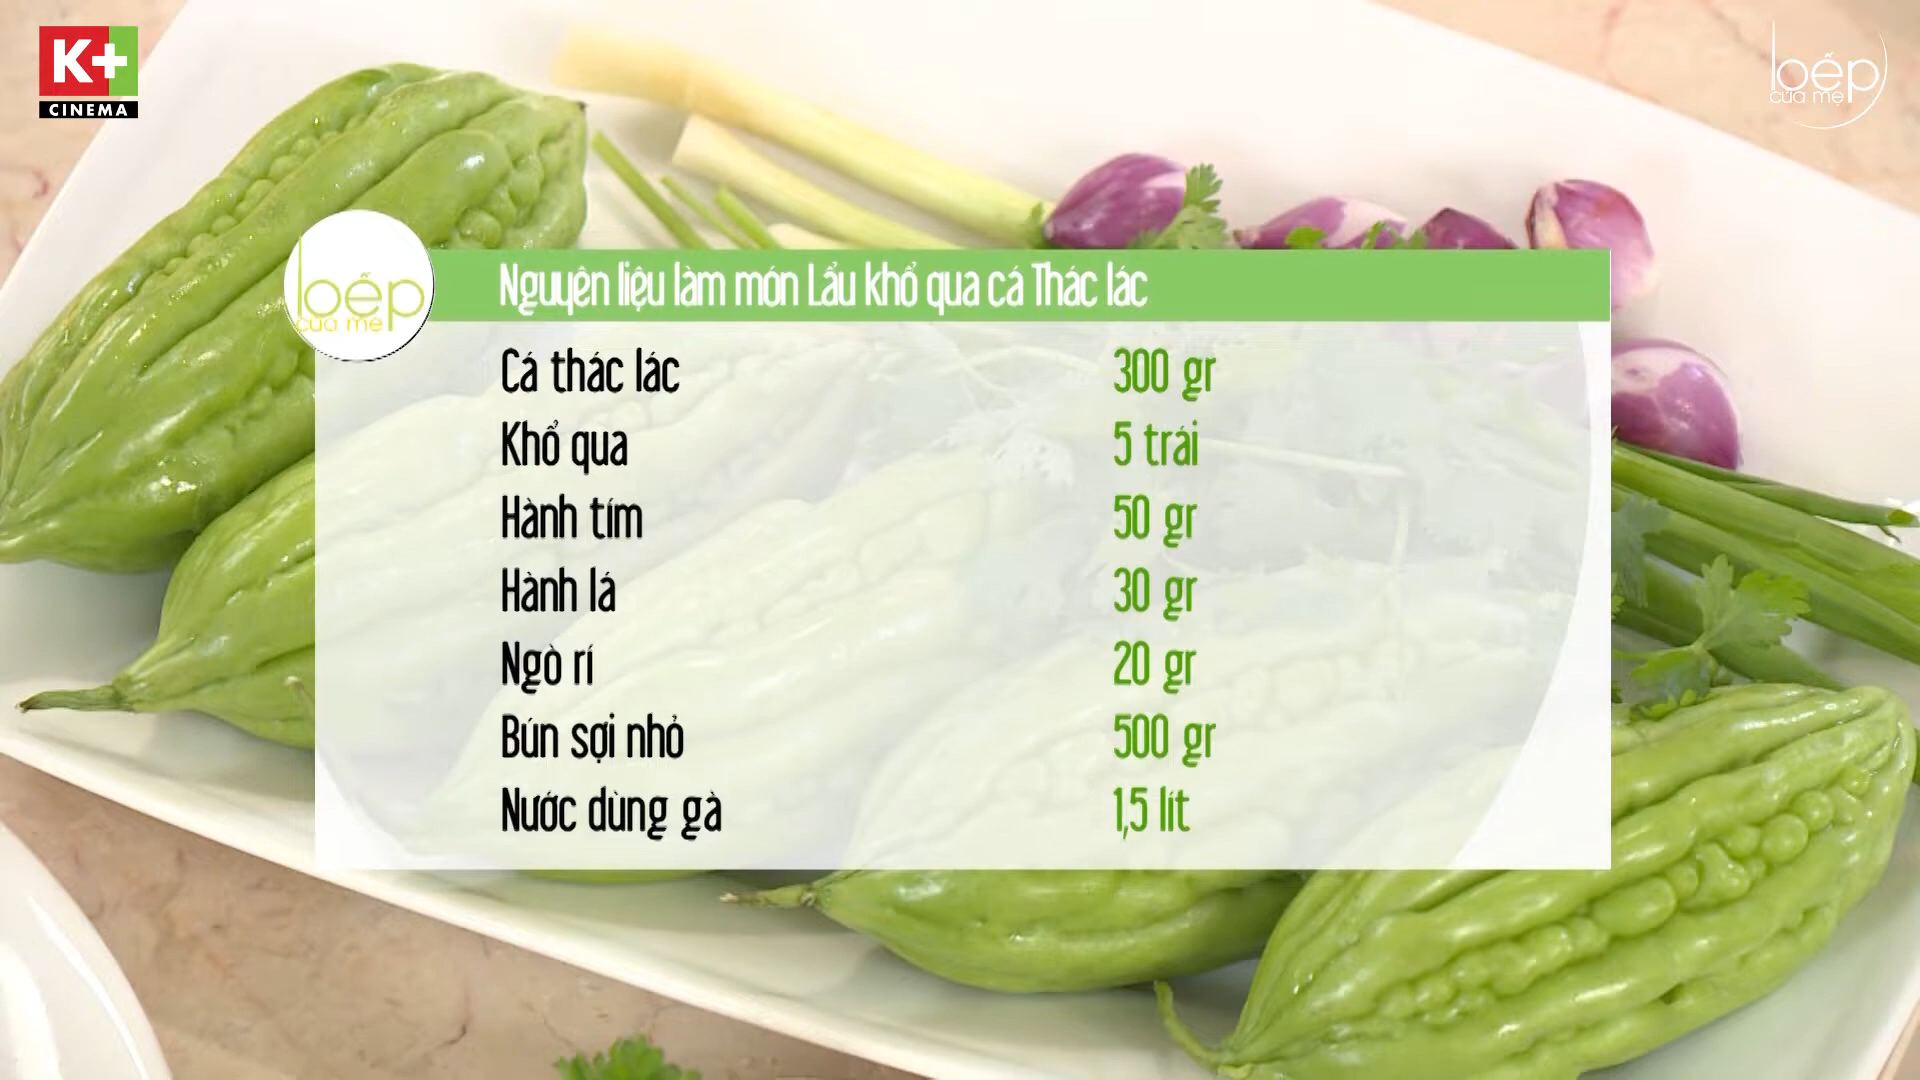 K+
CINEMA
bếp
của mẹ
bếp
của mẹ
Nguyên liệu làm món Lẩu khổ qua cá Thác lác
Cá thác lác 300 gr
Khổ qua 5 trái
Hành tím 50 gr
Hành lá 30 gr
Ngò rí 20 gr
Bún sợi nhỏ 500 gr
Nước dùng gà 1,5 lít